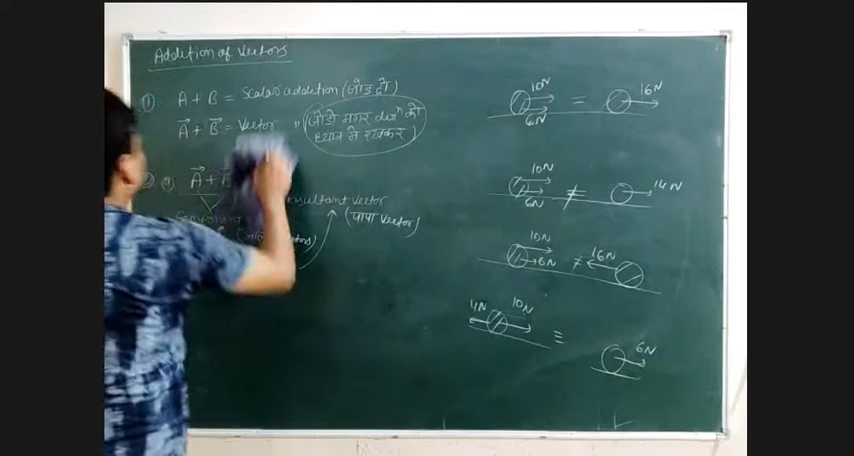 Addition of Vectors
① A + B = Scalar addition (जोड़ दो)
A⃗ + B⃗ = Vector " (जोड़ो मगर dirⁿ को
ध्यान मे रखकर)
A⃗ +
Resultant vector
(पापा vector)
10N
6N
=
16N
10N
6N
≠
14N
10N
6N
≠
16N
4N
10N
≡
6N